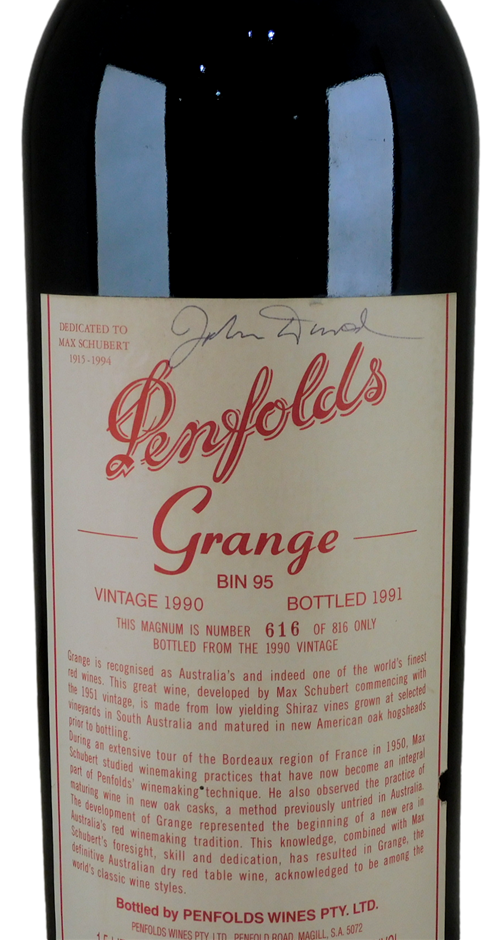 DEDICATED TO
MAX SCHUBERT
1915-1994
John Duval
Penfolds
Grange
BIN 95
VINTAGE 1990 BOTTLED 1991
THIS MAGNUM IS NUMBER 616 OF 816 ONLY
BOTTLED FROM THE 1990 VINTAGE
Grange is recognised as Australia's and indeed one of the world's finest
red wines. This great wine, developed by Max Schubert commencing with
the 1951 vintage, is made from low yielding Shiraz vines grown at selected
vineyards in South Australia and matured in new American oak hogsheads
prior to bottling.
During an extensive tour of the Bordeaux region of France in 1950, Max
Schubert studied winemaking practices that have now become an integral
part of Penfolds' winemaking technique. He also observed the practice of
maturing wine in new oak casks, a method previously untried in Australia.
The development of Grange represented the beginning of a new era in
Australia's red winemaking tradition. This knowledge, combined with Max
Schubert's foresight, skill and dedication, has resulted in Grange, the
definitive Australian dry red table wine, acknowledged to be among the
world's classic wine styles.
Bottled by PENFOLDS WINES PTY. LTD.
PENFOLDS WINES PTY. LTD., PENFOLD ROAD, MAGILL, S.A. 5072